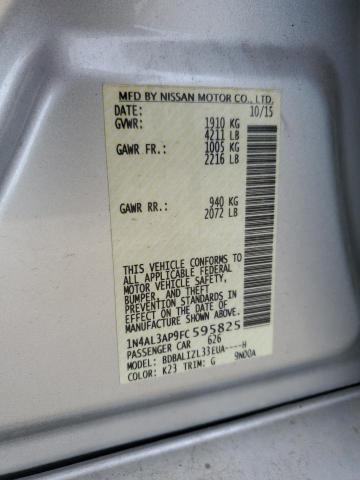 MFD BY NISSAN MOTOR CO., LTD.
DATE: 10/15
GVWR: 1910 KG
4211 LB
GAWR FR.: 1005 KG
2216 LB
GAWR RR.: 940 KG
2072 LB
THIS VEHICLE CONFORMS TO
ALL APPLICABLE FEDERAL
MOTOR VEHICLE SAFETY,
BUMPER, AND THEFT
PREVENTION STANDARDS IN
EFFECT ON THE DATE OF
MANUFACTURE SHOWN ABOVE.
1N4AL3AP9FC595825
PASSENGER CAR 626
MODEL: BDBALIZL33EUA----H
COLOR: K23 TRIM: G 9N00A